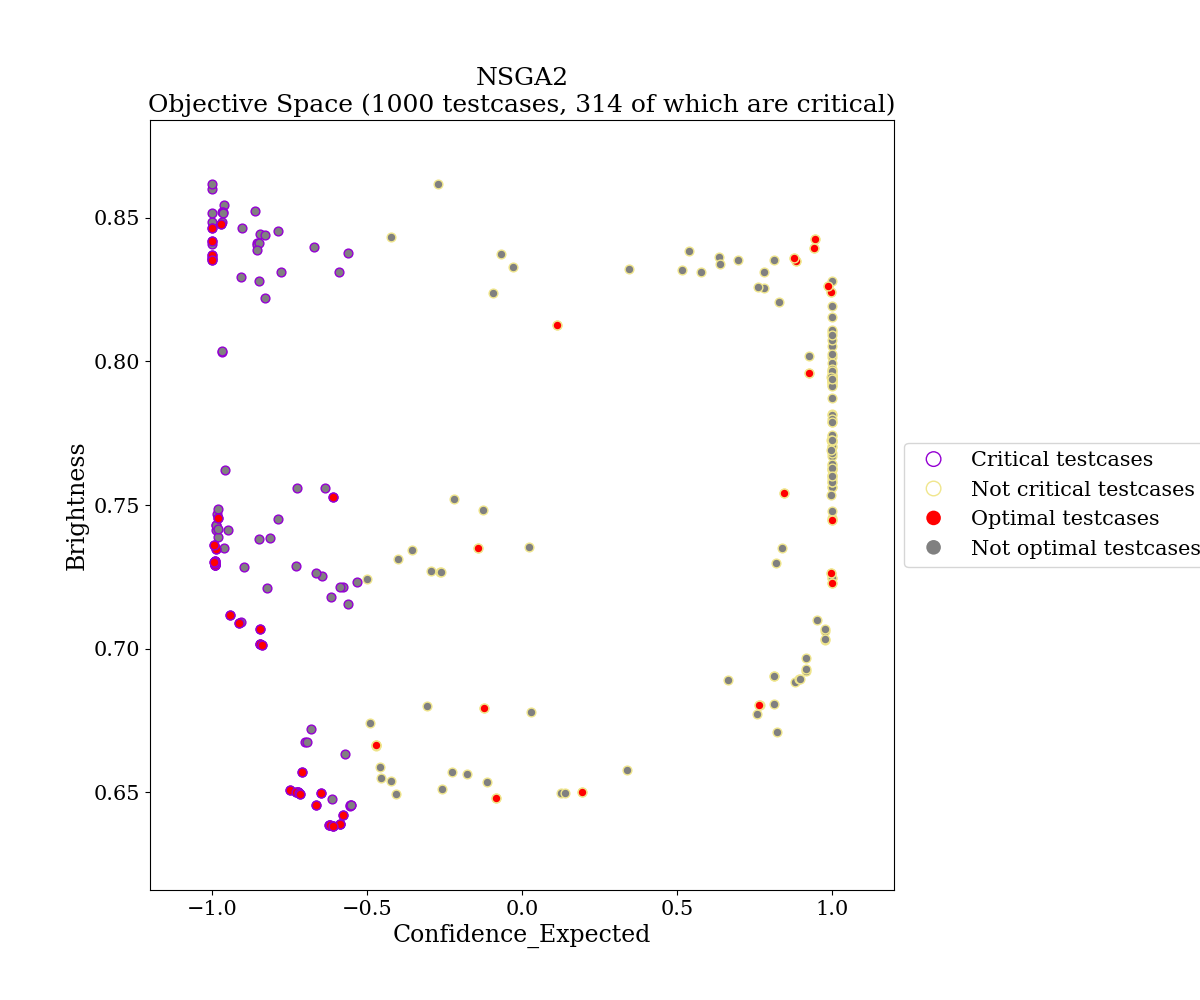 NSGA2
Objective Space (1000 testcases, 314 of which are critical)
0.85
0.80
0.75
0.70
0.65
Brightness
−1.0
−0.5
0.0
0.5
1.0
Confidence_Expected
Critical testcases
Not critical testcases
Optimal testcases
Not optimal testcases